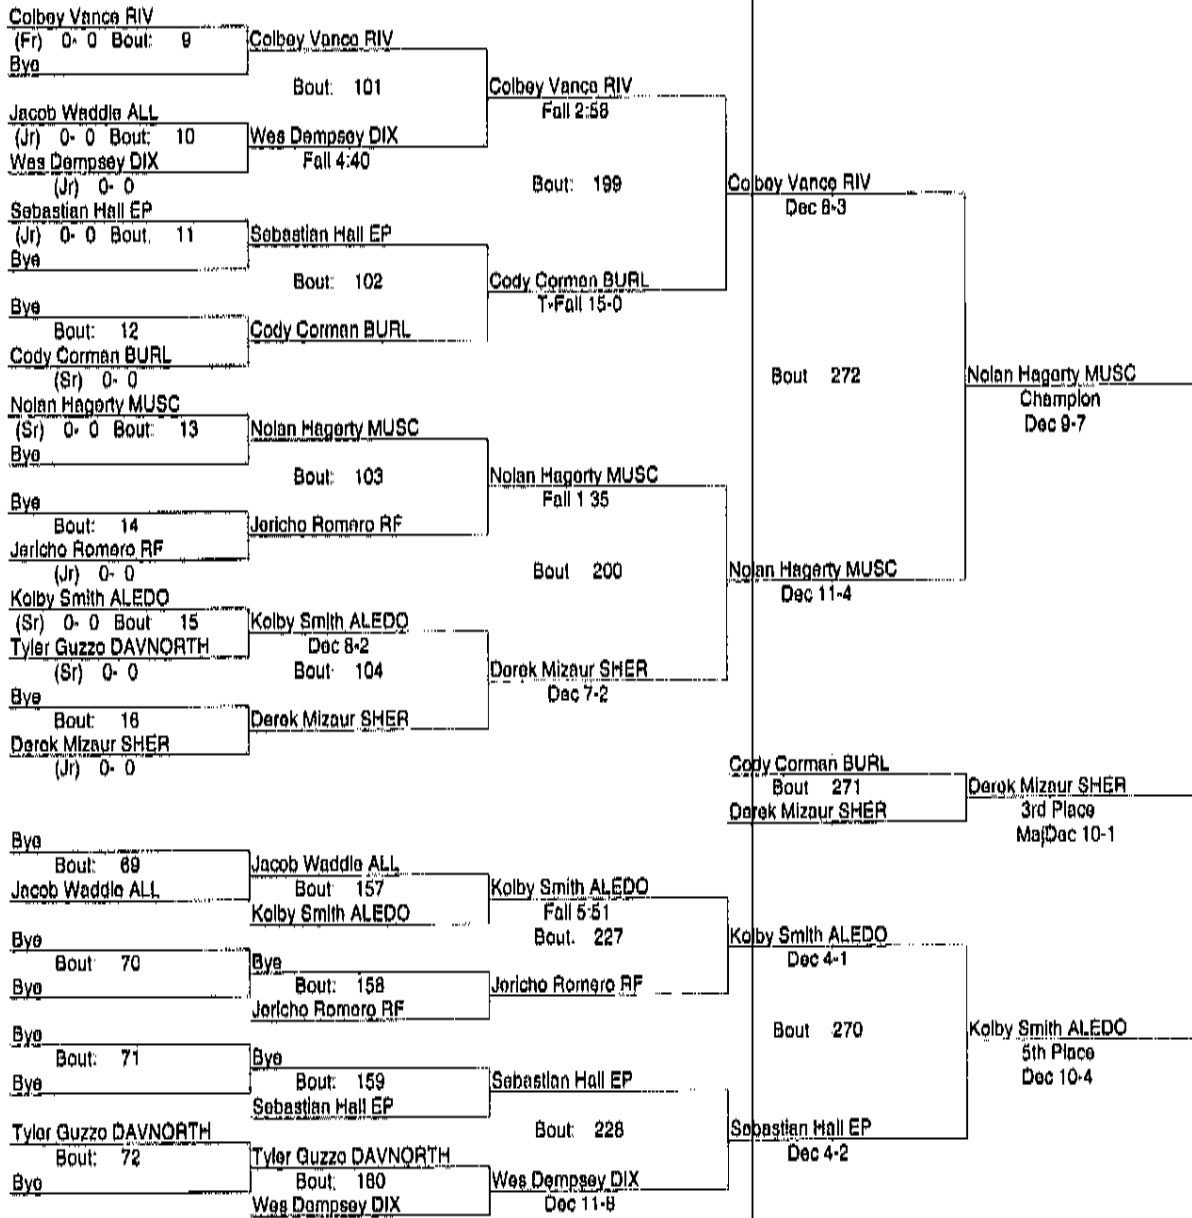 Colbey Vance RIV
(Fr) 0- 0 Bout: 9
Bye
Colbey Vance RIV
Bout: 101
Jacob Waddle ALL
(Jr) 0- 0 Bout: 10
Wes Dempsey DIX
(Jr) 0- 0
Wes Dempsey DIX
Fall 4:40
Colbey Vance RIV
Fall 2:58
Bout: 199
Sebastian Hall EP
(Jr) 0- 0 Bout. 11
Bye
Sebastian Hall EP
Bout: 102
Bye
Bout: 12
Cody Corman BURL
(Sr) 0- 0
Cody Corman BURL
Cody Corman BURL
T-Fall 15-0
Colbey Vance RIV
Dec 8-3
Bout 272
Nolan Hagerty MUSC
(Sr) 0- 0 Bout: 13
Bye
Nolan Hagerty MUSC
Bout: 103
Bye
Bout: 14
Jericho Romero RF
(Jr) 0- 0
Jericho Romero RF
Nolan Hagerty MUSC
Fall 1 35
Bout 200
Kolby Smith ALEDO
(Sr) 0- 0 Bout 15
Tyler Guzzo DAVNORTH
(Sr) 0- 0
Kolby Smith ALEDO
Dec 8-2
Bout 104
Bye
Bout: 16
Derek Mizaur SHER
(Jr) 0- 0
Derek Mizaur SHER
Derek Mizaur SHER
Dec 7-2
Nolan Hagerty MUSC
Dec 11-4
Nolan Hagerty MUSC
Champion
Dec 9-7
Cody Corman BURL
Bout 271
Derek Mizaur SHER
Derek Mizaur SHER
3rd Place
MajDec 10-1
Bye
Bout: 69
Jacob Waddle ALL
Jacob Waddle ALL
Bout 157
Kolby Smith ALEDO
Kolby Smith ALEDO
Fall 5:51
Bout. 227
Bye
Bout 70
Bye
Bye
Bout: 158
Jericho Romero RF
Jericho Romero RF
Kolby Smith ALEDO
Dec 4-1
Bout 270
Bye
Bout: 71
Bye
Bye
Bout: 159
Sebastian Hall EP
Sebastian Hall EP
Bout: 228
Tyler Guzzo DAVNORTH
Bout: 72
Bye
Tyler Guzzo DAVNORTH
Bout: 160
Wes Dempsey DIX
Wes Dempsey DIX
Dec 11-8
Sebastian Hall EP
Dec 4-2
Kolby Smith ALEDO
5th Place
Dec 10-4